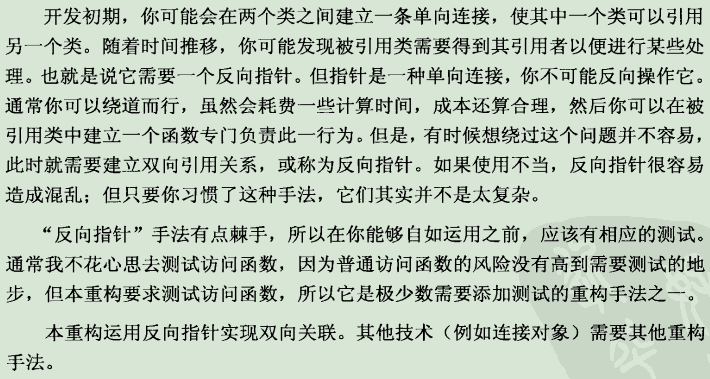 开发初期，你可能会在两个类之间建立一条单向连接，使其中一个类可以引用
另一个类。随着时间推移，你可能发现被引用类需要得到其引用者以便进行某些处
理。也就是说它需要一个反向指针。但指针是一种单向连接，你不可能反向操作它。
通常你可以绕道而行，虽然会耗费一些计算时间，成本还算合理，然后你可以在被
引用类中建立一个函数专门负责此一行为。但是，有时候想绕过这个问题并不容易，
此时就需要建立双向引用关系，或称为反向指针。如果使用不当，反向指针很容易
造成混乱；但只要你习惯了这种手法，它们其实并不是太复杂。
“反向指针”手法有点棘手，所以在你能够自如运用之前，应该有相应的测试。
通常我不花心思去测试访问函数，因为普通访问函数的风险没有高到需要测试的地
步，但本重构要求测试访问函数，所以它是极少数需要添加测试的重构手法之一。
本重构运用反向指针实现双向关联。其他技术（例如连接对象）需要其他重构
手法。